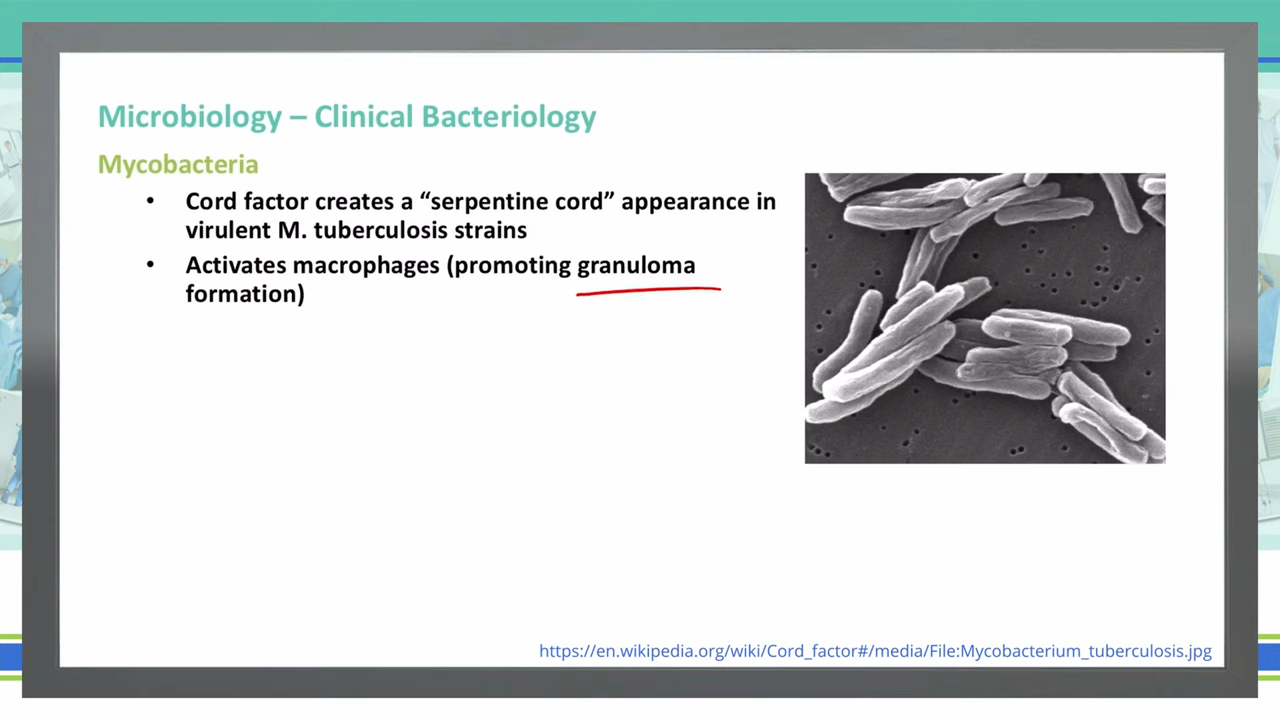 Microbiology – Clinical Bacteriology
Mycobacteria
• Cord factor creates a “serpentine cord” appearance in
virulent M. tuberculosis strains
• Activates macrophages (promoting granuloma
formation)
https://en.wikipedia.org/wiki/Cord_factor#/media/File:Mycobacterium_tuberculosis.jpg